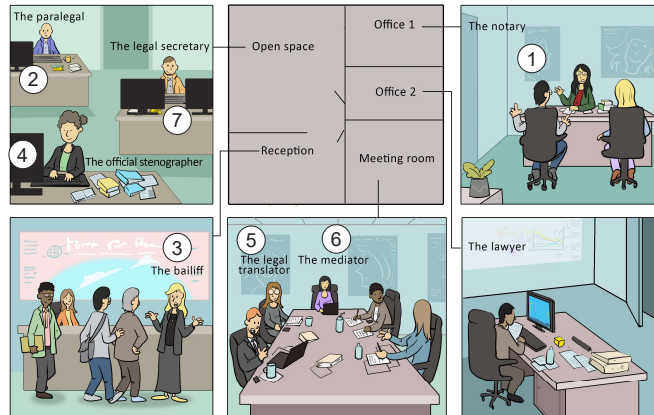 The paralegal
The legal secretary
2
7
4
The official stenographer
Open space
Office 1
Office 2
Reception
Meeting room
The notary
1
3
The bailiff
5
6
The legal
translator
The mediator
The lawyer